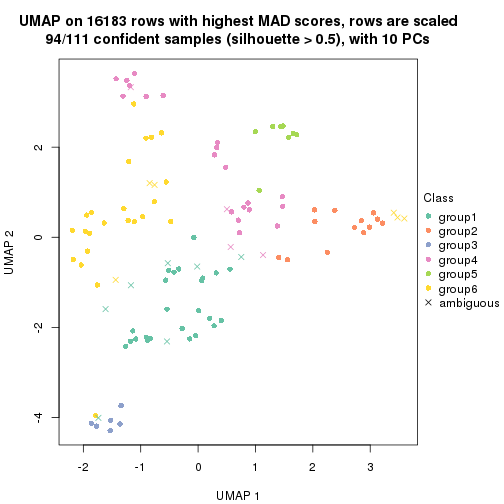 UMAP on 16183 rows with highest MAD scores, rows are scaled
94/111 confident samples (silhouette > 0.5), with 10 PCs
UMAP 2
2
0
-2
-4
-2
-1
0
1
2
3
UMAP 1
Class
group1
group2
group3
group4
group5
group6
ambiguous